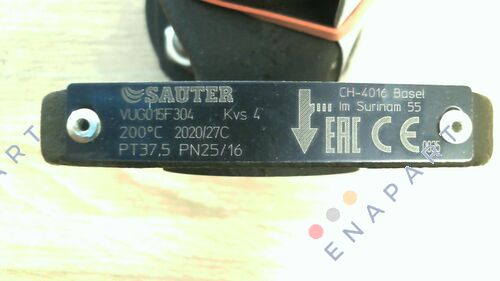 SAUTER
VUG015F304 Kvs 4
200°C 2020/27C
PT37,5 PN25/16
CH-4016 Basel
Im Surinam 55
EAC CE
0035
ENAPART